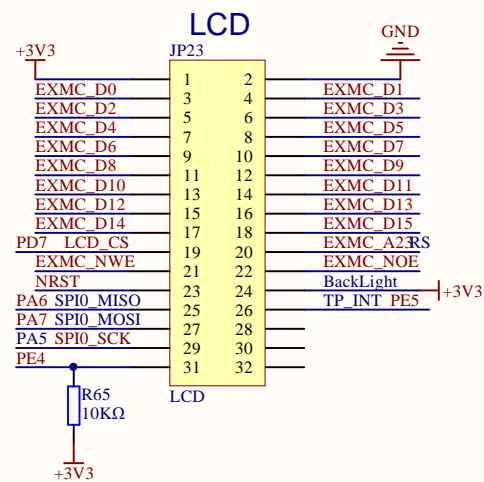 LCD
+3V3 JP23 GND
1 2
EXMC_D0 3 4 EXMC_D1
EXMC_D2 5 6 EXMC_D3
EXMC_D4 7 8 EXMC_D5
EXMC_D6 9 10 EXMC_D7
EXMC_D8 11 12 EXMC_D9
EXMC_D10 13 14 EXMC_D11
EXMC_D12 15 16 EXMC_D13
EXMC_D14 17 18 EXMC_D15
PD7 LCD_CS 19 20 EXMC_A23 RS
EXMC_NWE 21 22 EXMC_NOE
NRST 23 24 BackLight +3V3
PA6 SPI0_MISO 25 26 TP_INT PE5
PA7 SPI0_MOSI 27 28
PA5 SPI0_SCK 29 30
PE4 31 32
LCD
R65
10KΩ
+3V3